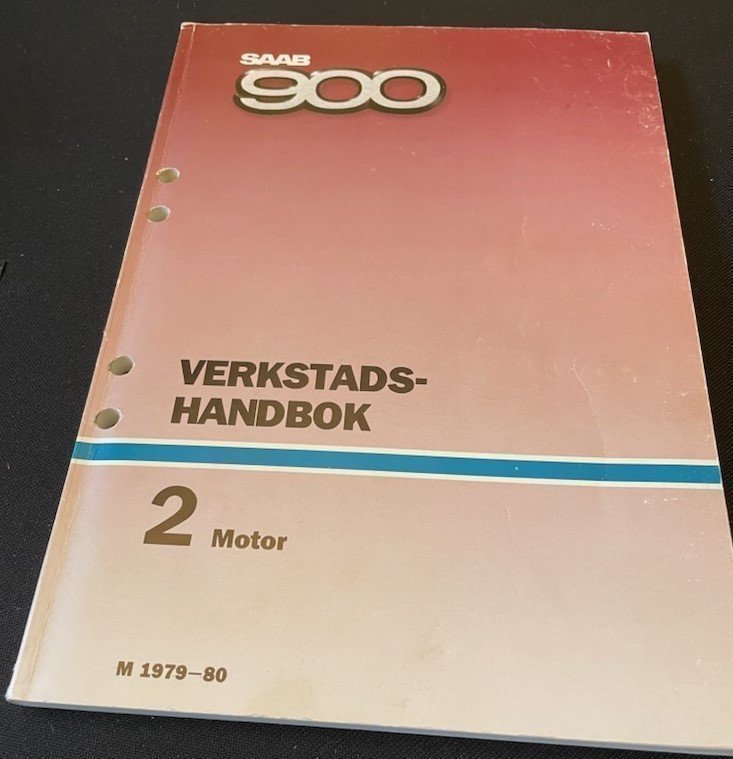 SAAB
900
VERKSTADS-
HANDBOK
2 Motor
M 1979-80